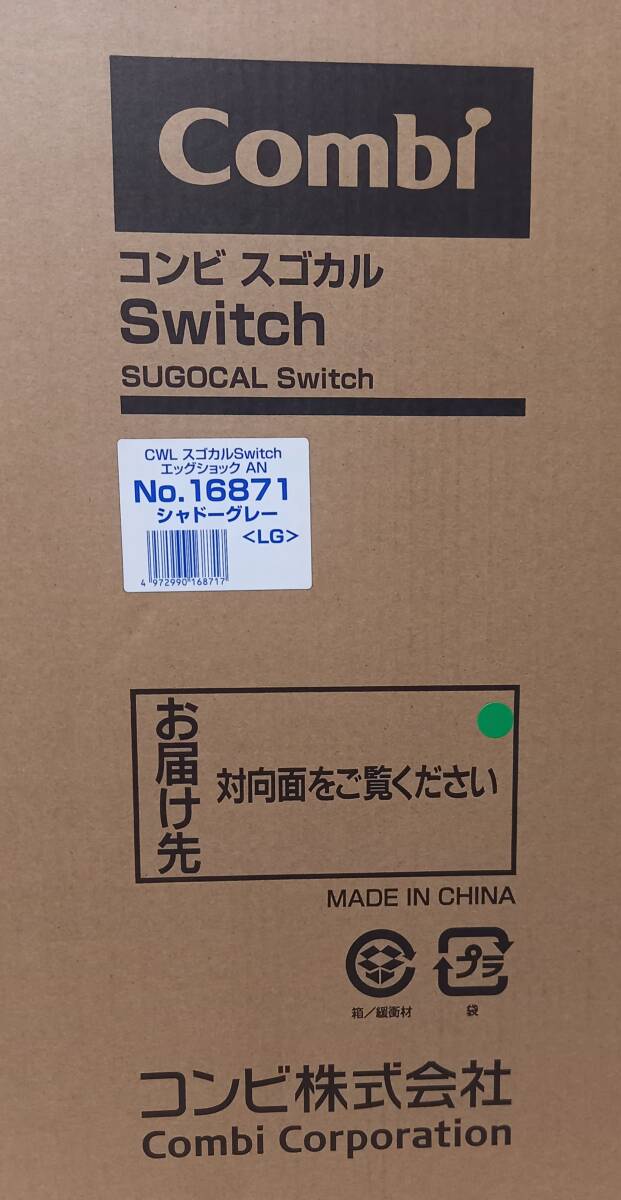 Combi
コンビ スゴカル
Switch
SUGOCAL Switch
CWL スゴカルSwitch
エッグショック AN
No.16871
シャドーグレー
<LG>
4 972990 168717
お届け先
対向面をご覧ください
MADE IN CHINA
プラ
箱／緩衝材
袋
コンビ株式会社
Combi Corporation